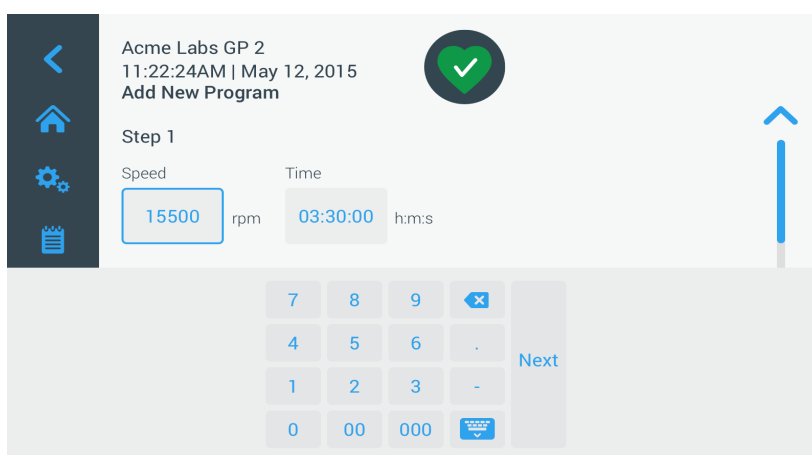 Acme Labs GP 2
11:22:24AM | May 12, 2015
Add New Program
Step 1
Speed Time
15500 rpm 03:30:00 h:m:s
7 8 9
4 5 6 .
Next
1 2 3 -
0 00 000